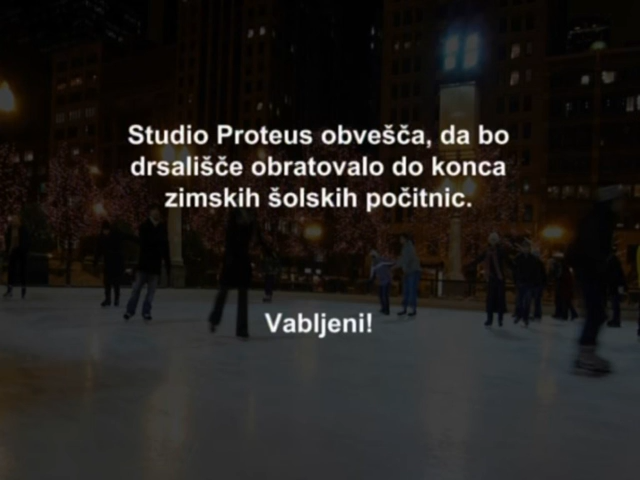 Studio Proteus obvešča, da bo
drsališče obratovalo do konca
zimskih šolskih počitnic.
Vabljeni!